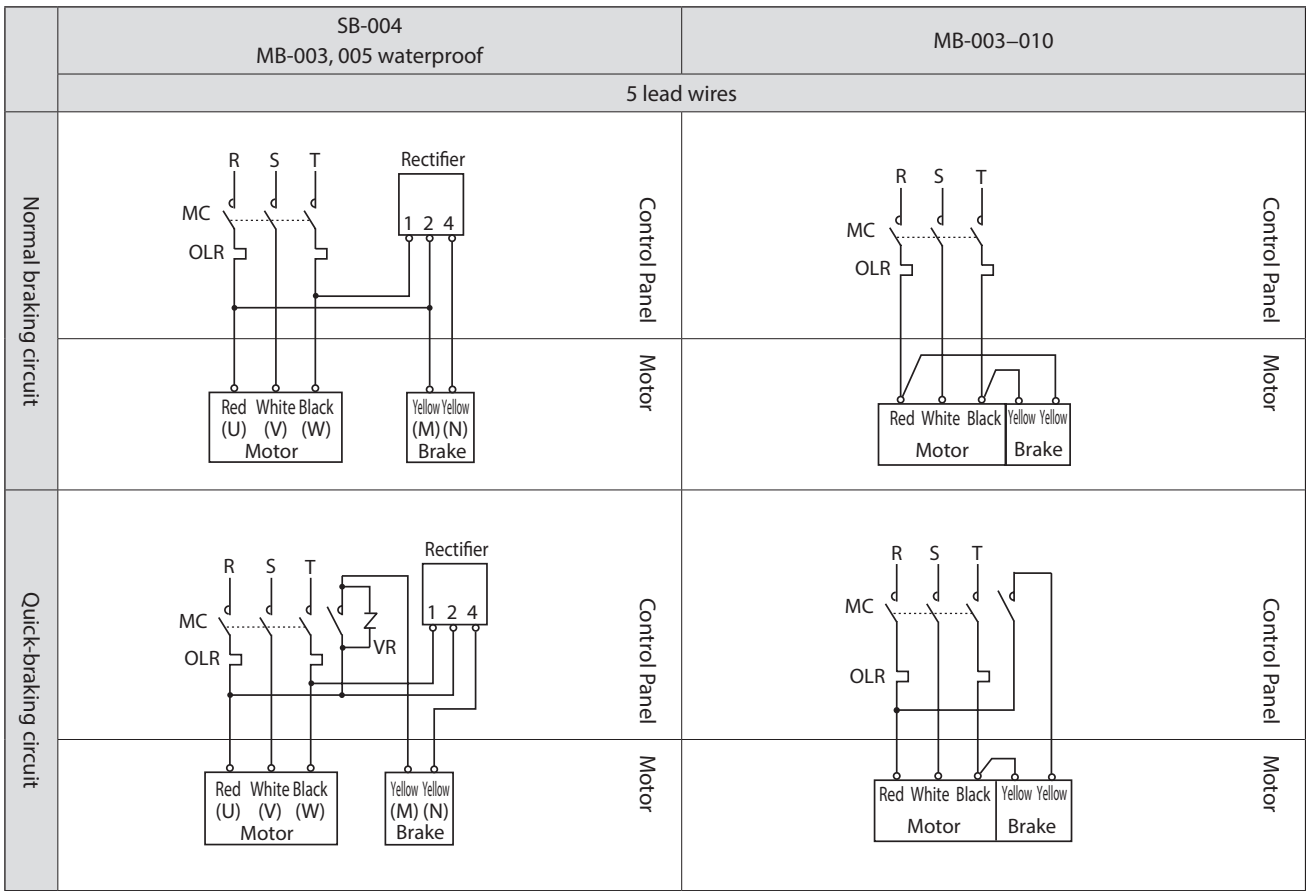 SB-004
MB-003, 005 waterproof
MB-003–010
5 lead wires
Normal braking circuit
R S T Rectifier
1 2 4
MC
OLR
Control Panel
Motor
Red White Black
(U) (V) (W)
Motor
Yellow Yellow
(M) (N)
Brake
R S T
MC
OLR
Control Panel
Motor
Red White Black Yellow Yellow
Motor Brake
Quick-braking circuit
R S T Rectifier
1 2 4
MC
VR
OLR
Control Panel
Motor
Red White Black
(U) (V) (W)
Motor
Yellow Yellow
(M) (N)
Brake
R S T
MC
OLR
Control Panel
Motor
Red White Black Yellow Yellow
Motor Brake